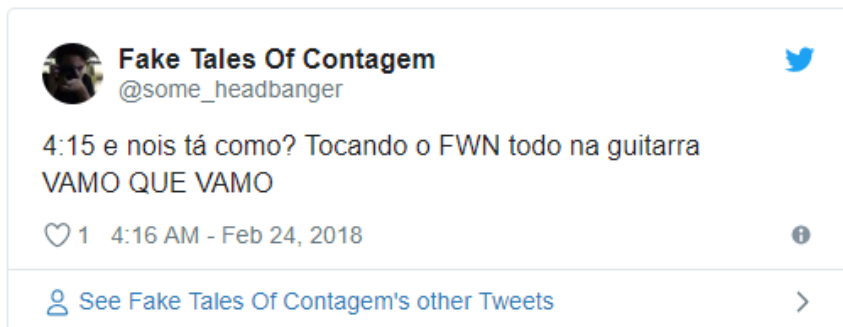 Fake Tales Of Contagem
@some_headbanger
4:15 e nois tá como? Tocando o FWN todo na guitarra
VAMO QUE VAMO
1 4:16 AM - Feb 24, 2018
See Fake Tales Of Contagem's other Tweets